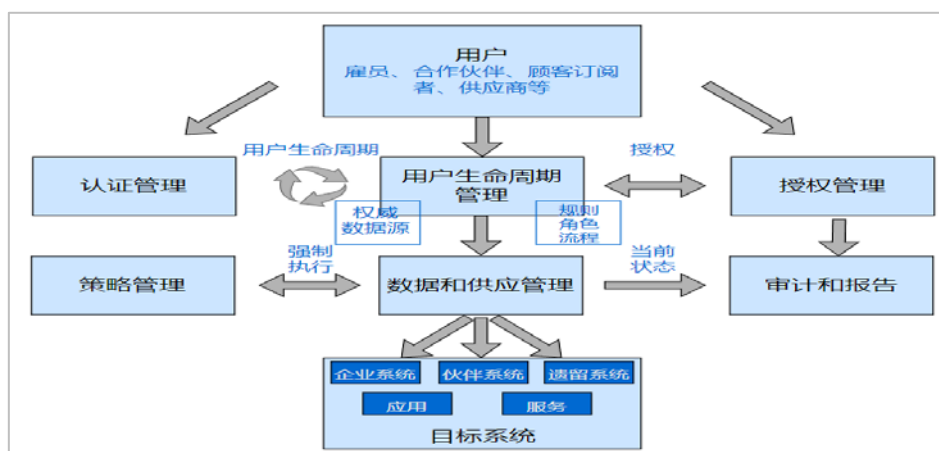 用户
雇员、合作伙伴、顾客订阅
者、供应商等
用户生命周期
授权
认证管理
用户生命周期
管理
授权管理
权威
数据源
规则
角色
流程
强制
执行
当前
状态
策略管理
数据和供应管理
审计和报告
企业系统
伙伴系统
遗留系统
应用
服务
目标系统